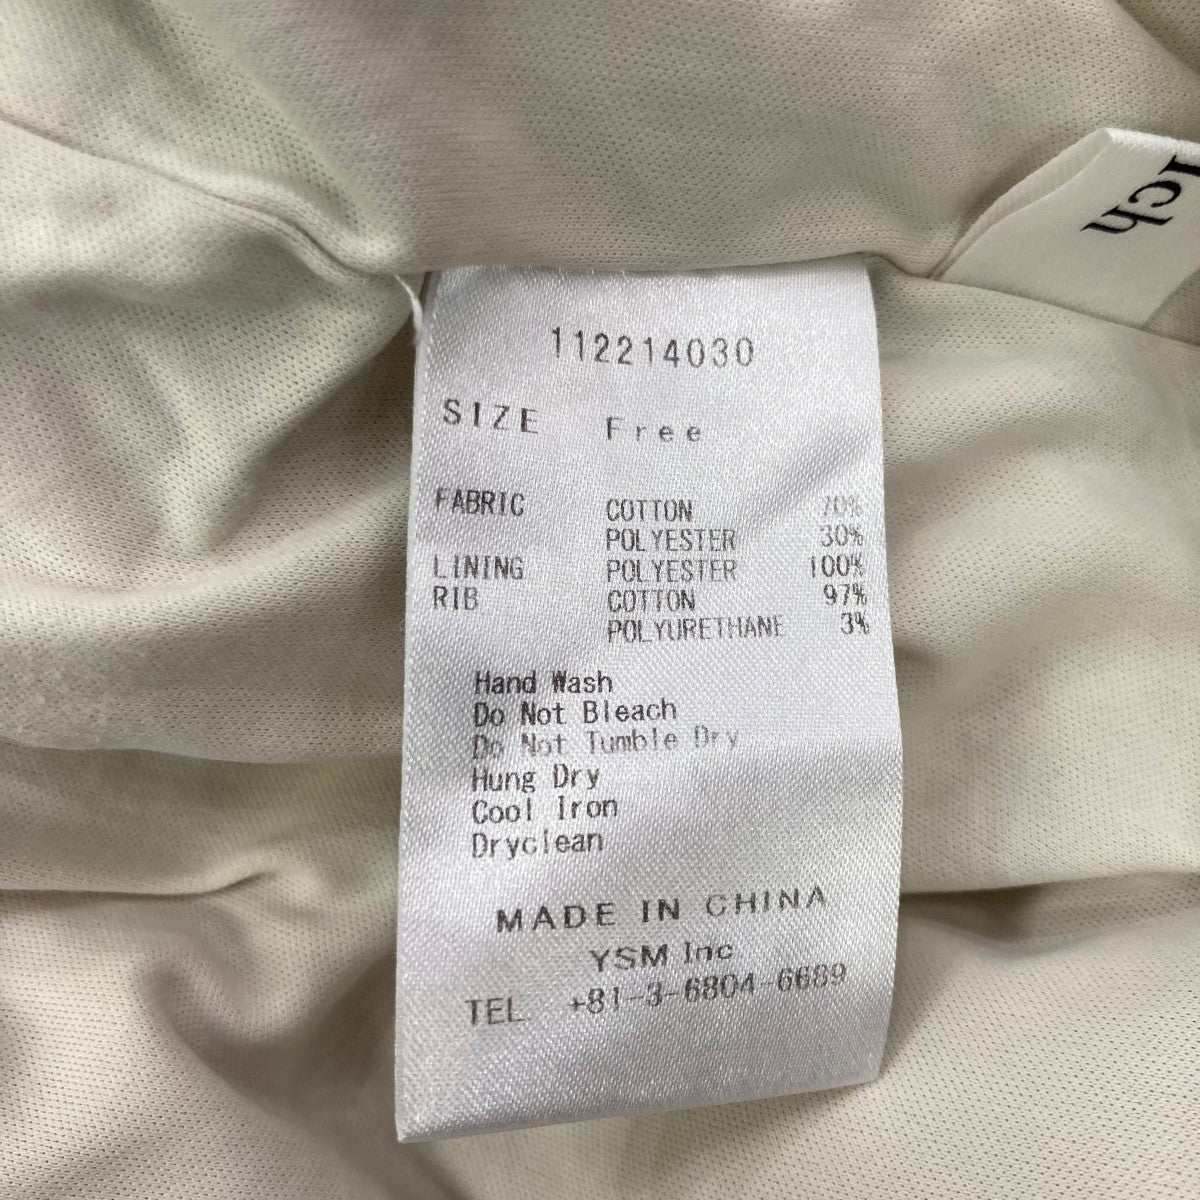 112214030
SIZE Free
FABRIC COTTON 70%
POLYESTER 30%
LINING POLYESTER 100%
RIB COTTON 97%
POLYURETHANE 3%
Hand Wash
Do Not Bleach
Do Not Tumble Dry
Hung Dry
Cool Iron
Dryclean
MADE IN CHINA
YSM Inc
TEL +81-3-6804-6689